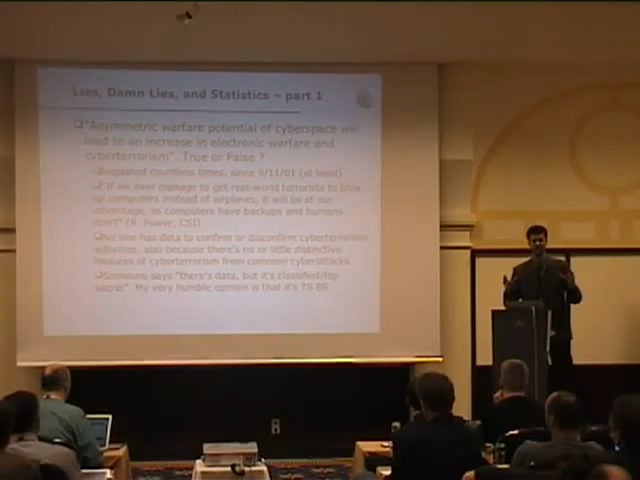 Lies, Damn Lies, and Statistics – part 1
❑"Asymmetric warfare potential of cyberspace will
lead to an increase in electronic warfare and
cyberterrorism". True or False ?
❑Repeated countless times, since 9/11/01 (at least)
❑"If we ever manage to get real-world terrorists to blow
up computers instead of airplanes, it will be at our
advantage, as computers have backups and humans
don't" (R. Power, CSI)
❑No one has data to confirm or disconfirm cyberterrorism
activities, also because there's no or little distinctive
features of cyberterrorism from common cyberattacks
❑Someone says "there's data, but it's classified/top
secret". My very humble opinion is that it's TS BS